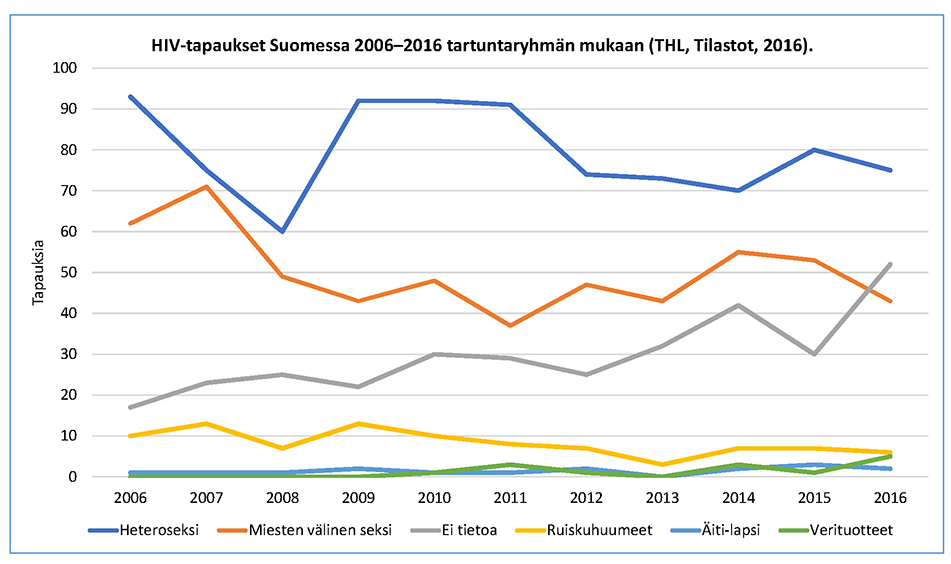 HIV-tapaukset Suomessa 2006–2016 tartuntaryhmän mukaan (THL, Tilastot, 2016).
Tapauksia
100
90
80
70
60
50
40
30
20
10
0
2006 2007 2008 2009 2010 2011 2012 2013 2014 2015 2016
Heteroseksi Miesten välinen seksi Ei tietoa Ruiskuhuumeet Äiti-lapsi Verituotteet